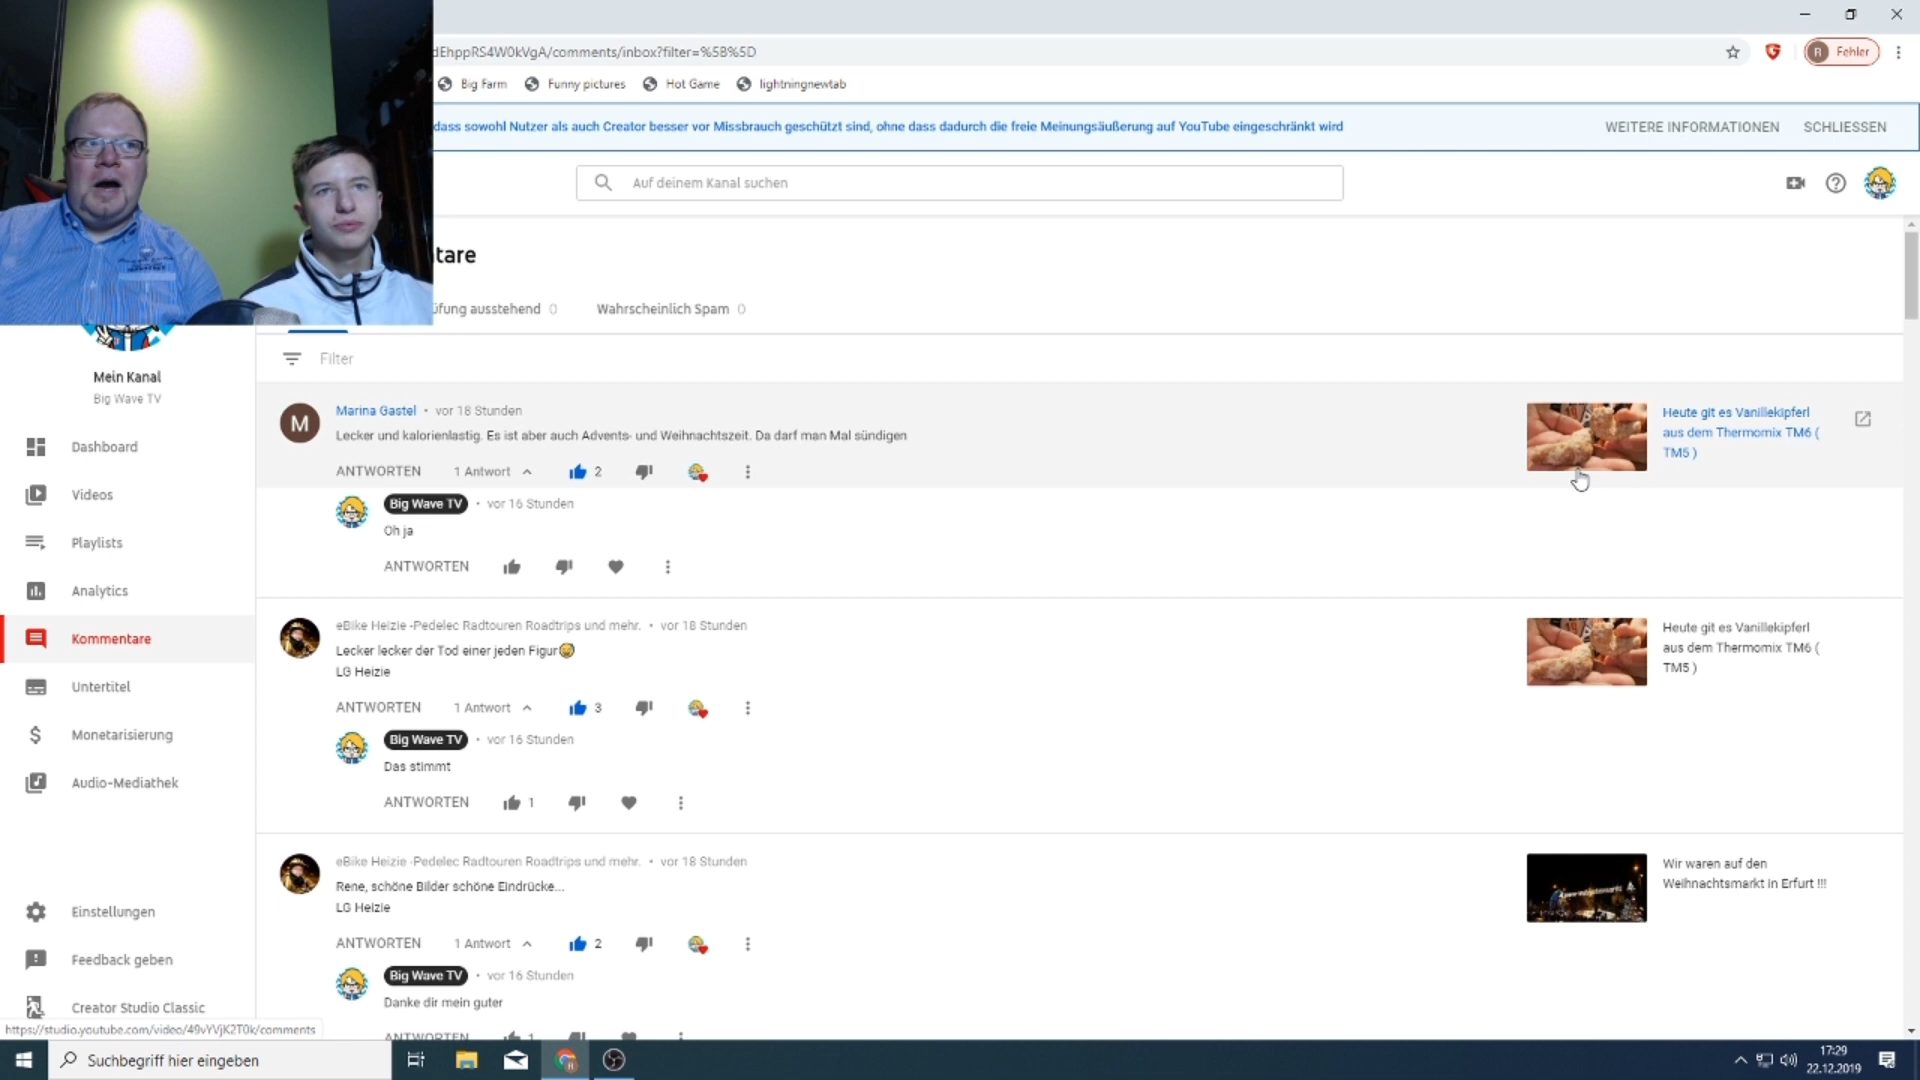 dEhppRS4W0kVgA/comments/inbox?filter=%5B%5D
R Fehler
Big Farm Funny pictures Hot Game lightningnewtab
dass sowohl Nutzer als auch Creator besser vor Missbrauch geschützt sind, ohne dass dadurch die freie Meinungsäußerung auf YouTube eingeschränkt wird WEITERE INFORMATIONEN SCHLIESSEN
Auf deinem Kanal suchen
tare
üfung ausstehend 0 Wahrscheinlich Spam 0
Filter
Mein Kanal
Big Wave TV
Dashboard
Videos
Playlists
Analytics
Kommentare
Untertitel
Monetarisierung
Audio-Mediathek
Einstellungen
Feedback geben
Creator Studio Classic
M
Marina Gastel • vor 18 Stunden
Lecker und kalorienlastig. Es ist aber auch Advents- und Weihnachtszeit. Da darf man Mal sündigen
ANTWORTEN 1 Antwort 2
Heute git es Vanillekipferl
aus dem Thermomix TM6 (
TM5 )
Big Wave TV • vor 16 Stunden
Oh ja
ANTWORTEN
eBike Heizie -Pedelec Radtouren Roadtrips und mehr. • vor 18 Stunden
Lecker lecker der Tod einer jeden Figur
LG Heizie
ANTWORTEN 1 Antwort 3
Heute git es Vanillekipferl
aus dem Thermomix TM6 (
TM5 )
Big Wave TV • vor 16 Stunden
Das stimmt
ANTWORTEN 1
eBike Heizie -Pedelec Radtouren Roadtrips und mehr. • vor 18 Stunden
Rene, schöne Bilder schöne Eindrücke...
LG Heizie
ANTWORTEN 1 Antwort 2
Wir waren auf den
Weihnachtsmarkt in Erfurt !!!
Big Wave TV • vor 16 Stunden
Danke dir mein guter
ANTWORTEN 1
https://studio.youtube.com/video/49vYVjK2T0k/comments
Suchbegriff hier eingeben
17:29
22.12.2019